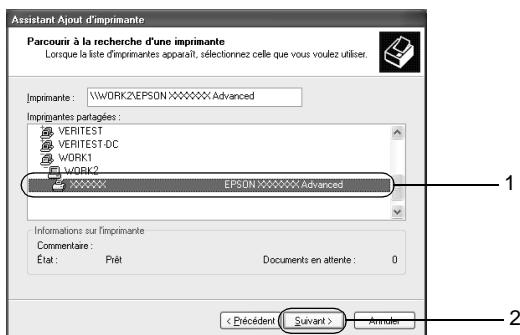 Assistant Ajout d'imprimante
Parcourir à la recherche d'une imprimante
Lorsque la liste d'imprimantes apparaît, sélectionnez celle que vous voulez utiliser.
Imprimante : \\WORK2\EPSON XXXXXX Advanced
Imprimantes partagées :
VERITEST
VERITEST-DC
WORK1
WORK2
XXXXXX EPSON XXXXXX Advanced
1
Informations sur l'imprimante
Commentaire :
État : Prêt Documents en attente : 0
< Précédent Suivant > Annuler
2